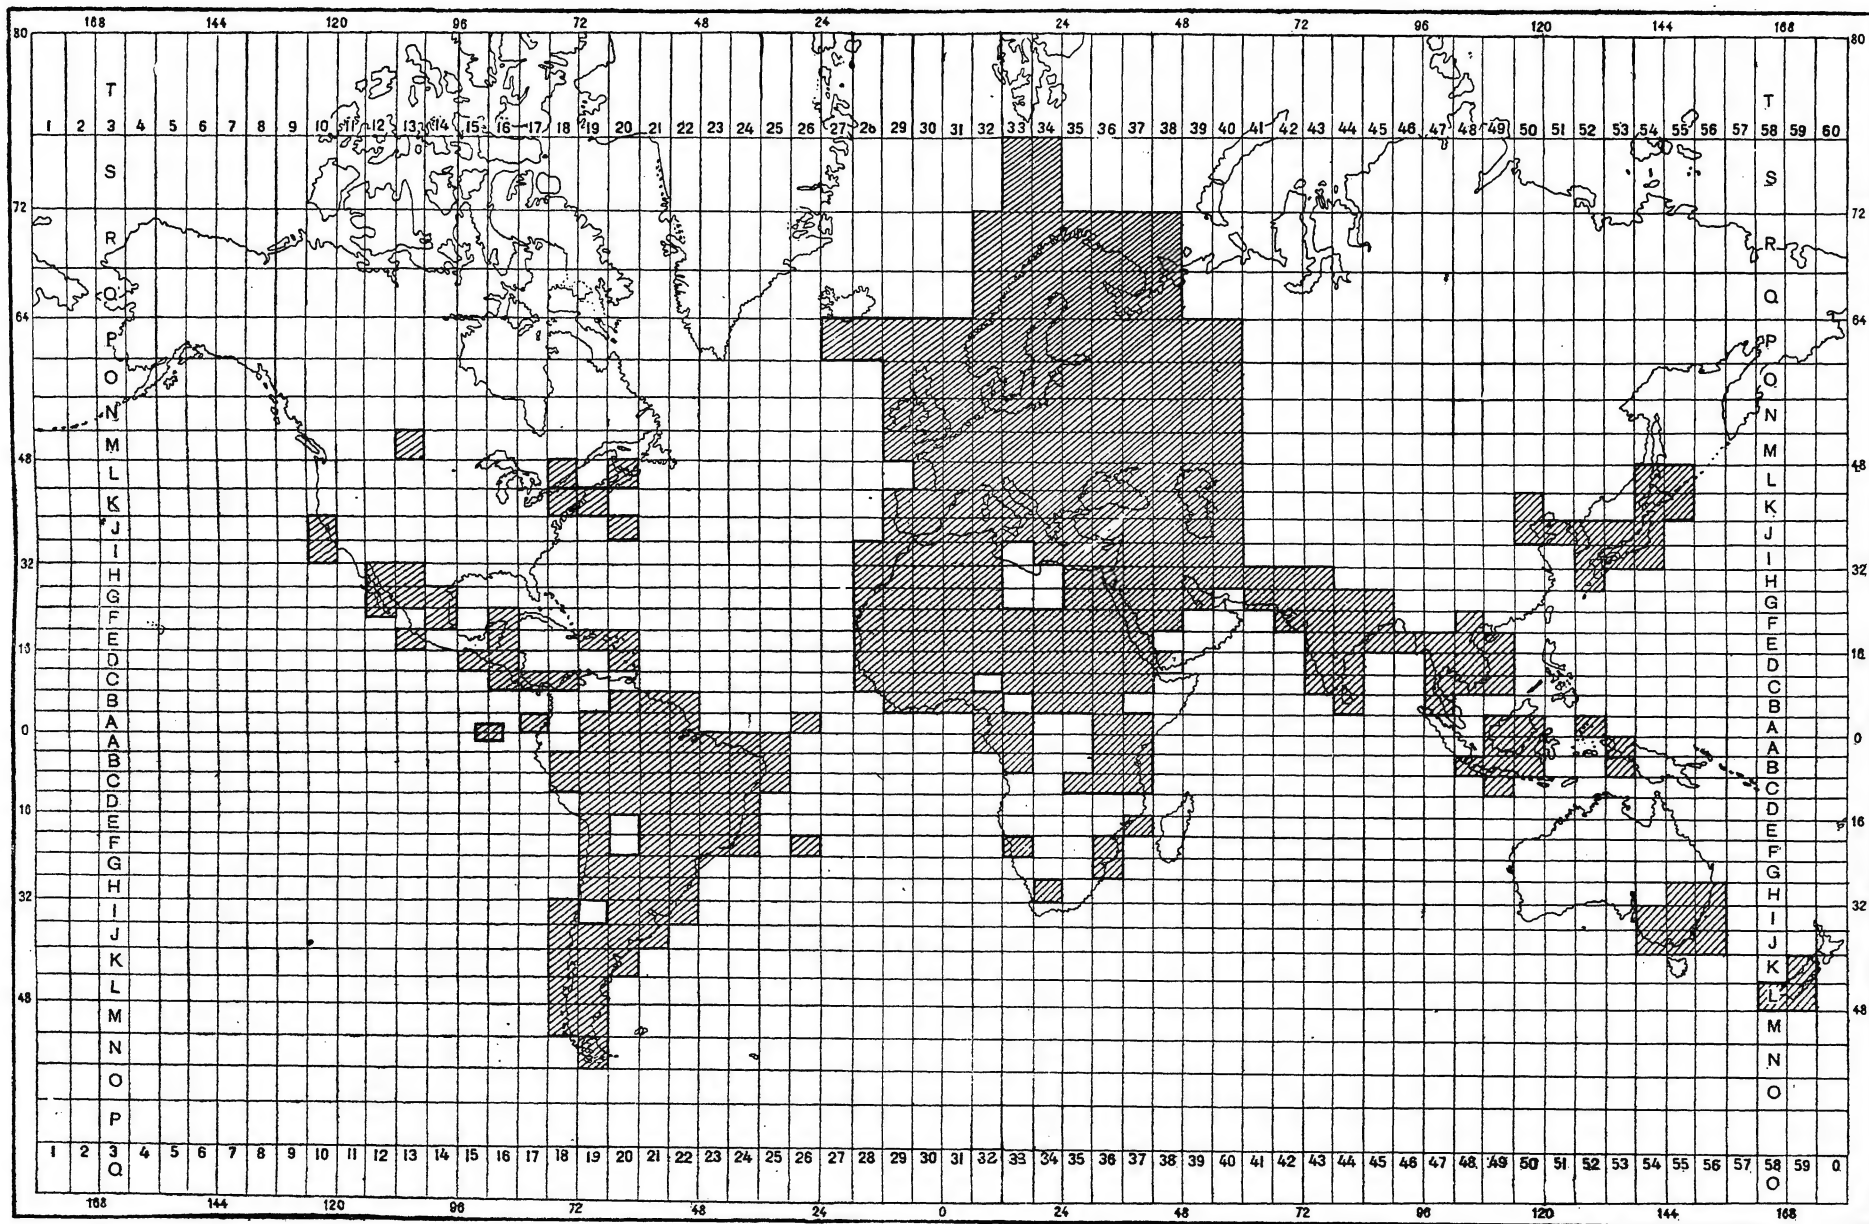 168 144 120 96 72 48 24 24 48 72 96 120 144 168
80 80
T T
1 2 3 4 5 6 7 8 9 10 11 12 13 14 15 16 17 18 19 20 21 22 23 24 25 26 27 28 29 30 31 32 33 34 35 36 37 38 39 40 41 42 43 44 45 46 47 48 49 50 51 52 53 54 55 56 57 58 59 60
S S
72 72
R R
Q Q
64 64
P P
O O
N N
M M
48 48
L L
K K
J J
I I
32 32
H H
G G
F F
E E
16 16
D D
C C
B B
A A
0 0
A A
B B
C C
D D
16 16
E E
F F
G G
H H
32 32
I I
J J
K K
L L
48 48
M M
N N
O O
P
1 2 3 4 5 6 7 8 9 10 11 12 13 14 15 16 17 18 19 20 21 22 23 24 25 26 27 28 29 30 31 32 33 34 35 36 37 38 39 40 41 42 43 44 45 46 47 48 49 50 51 52 53 54 55 56 57 58 59 0
Q O
168 144 120 96 72 48 24 0 24 48 72 96 120 144 168